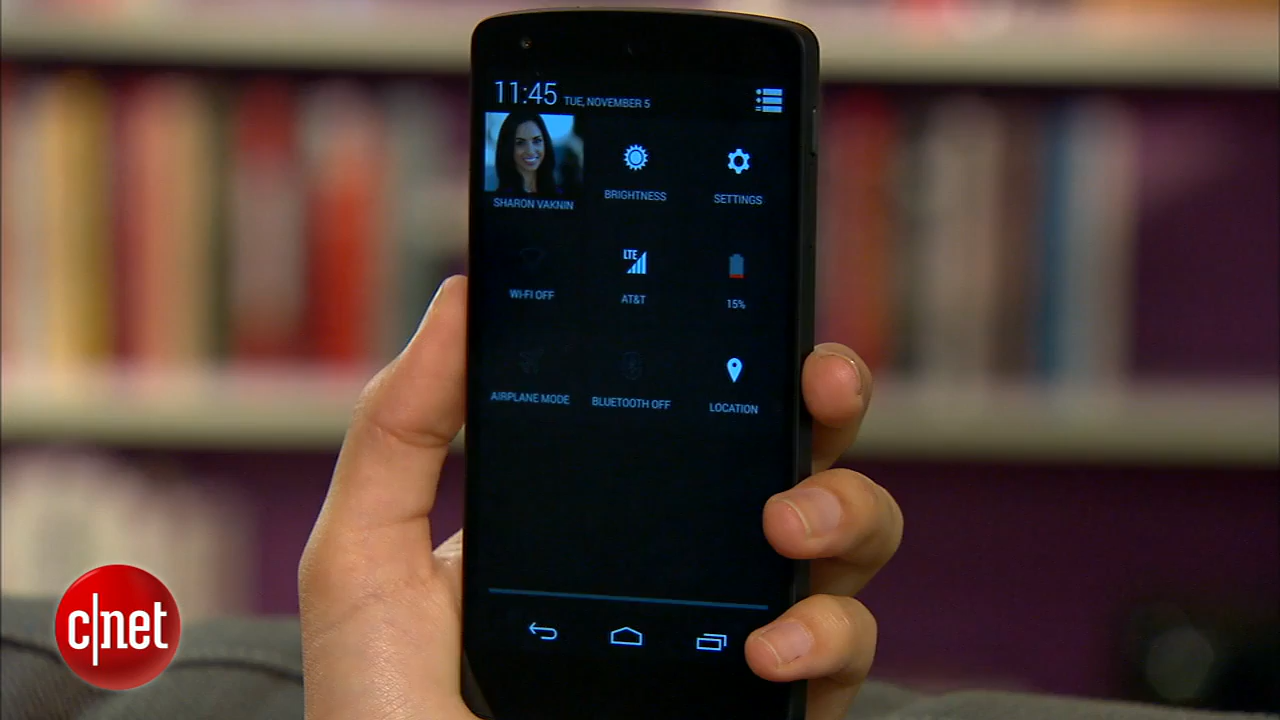 11:45 TUE, NOVEMBER 5
SHARON VAKNIN
BRIGHTNESS
SETTINGS
WI-FI OFF
LTE
AT&T
15%
AIRPLANE MODE
BLUETOOTH OFF
LOCATION
c|net